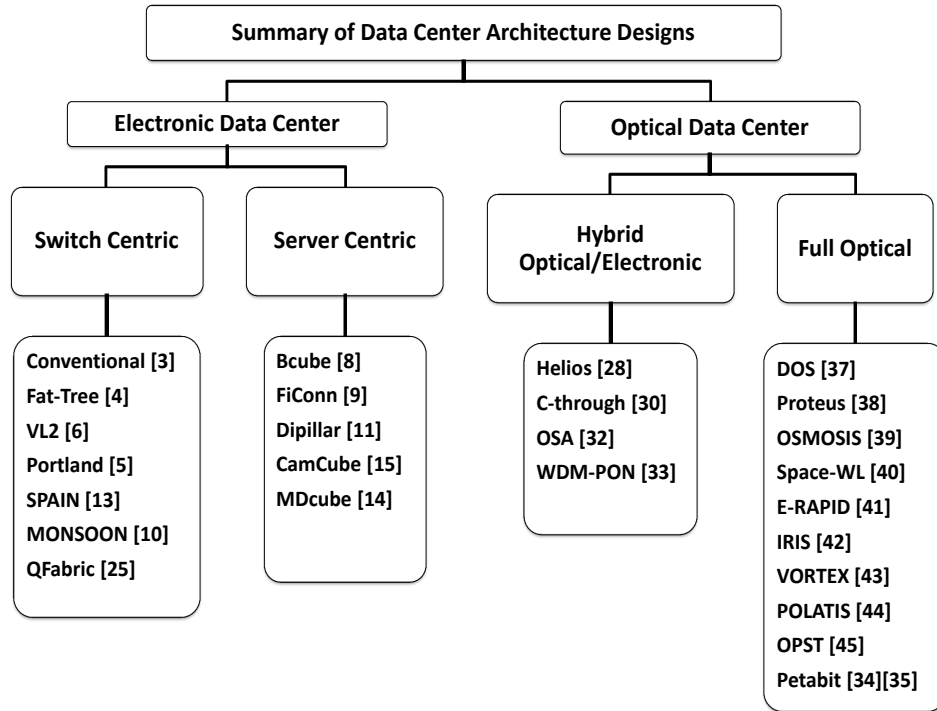 Summary of Data Center Architecture Designs
Electronic Data Center
Optical Data Center
Switch Centric
Server Centric
Hybrid
Optical/Electronic
Full Optical
Conventional [3]
Fat-Tree [4]
VL2 [6]
Portland [5]
SPAIN [13]
MONSOON [10]
QFabric [25]
Bcube [8]
FiConn [9]
Dipillar [11]
CamCube [15]
MDcube [14]
Helios [28]
C-through [30]
OSA [32]
WDM-PON [33]
DOS [37]
Proteus [38]
OSMOSIS [39]
Space-WL [40]
E-RAPID [41]
IRIS [42]
VORTEX [43]
POLATIS [44]
OPST [45]
Petabit [34][35]